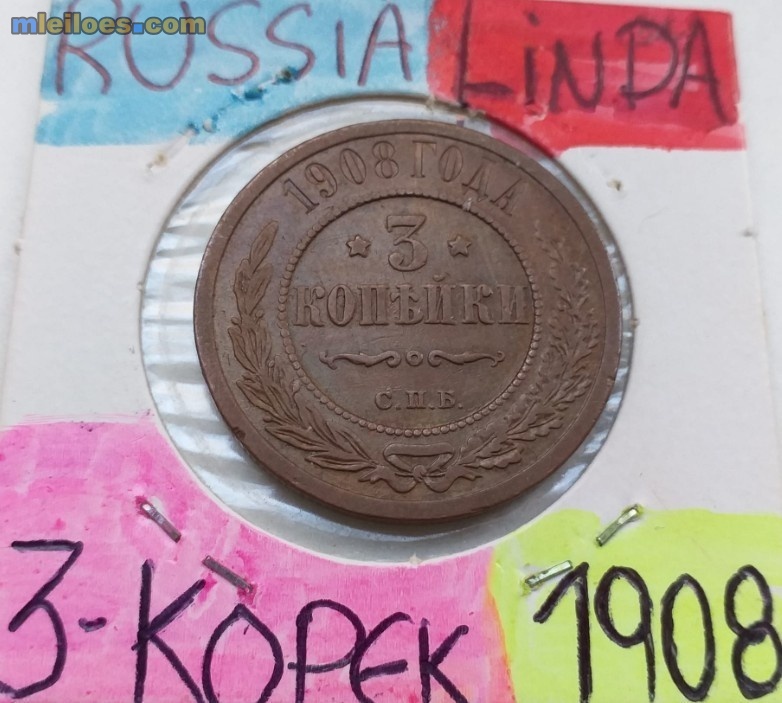 mleiloes.com
RUSSIA LiNDA
1908 ГОДА
3
КОПѢЙКИ
С.П.Б.
3-KOPEK 1908